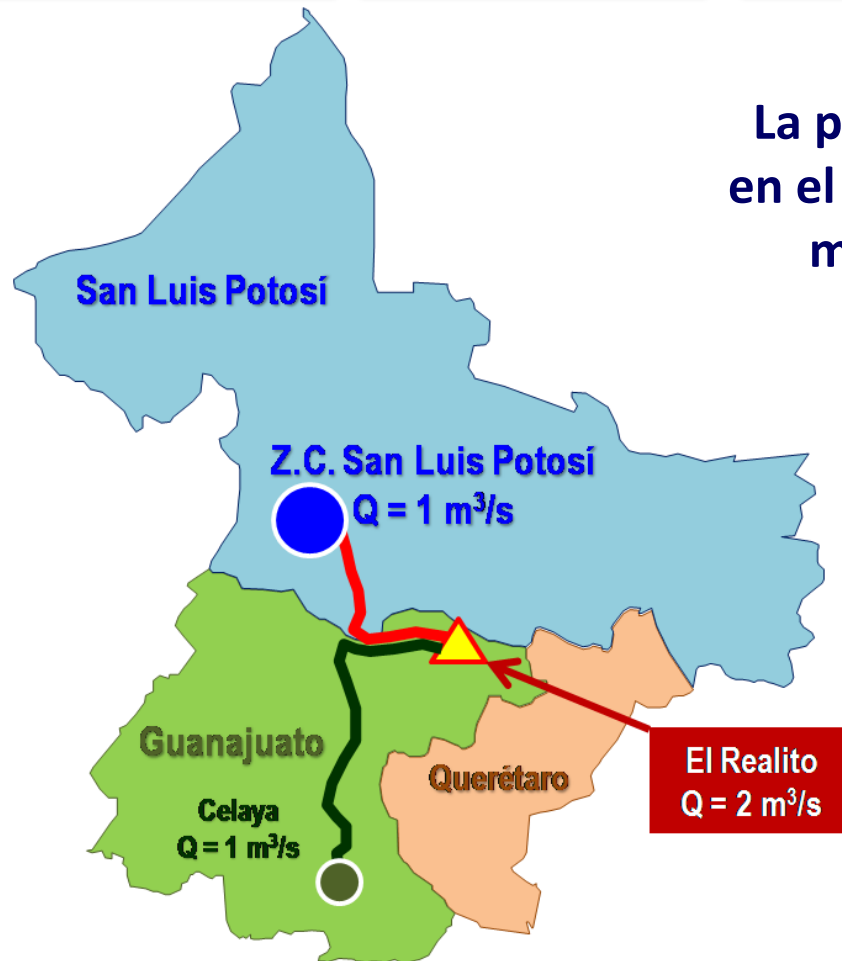 La p
en el
m
San Luis Potosí
Z.C. San Luis Potosí
Q = 1 m³/s
Guanajuato
Querétaro
El Realito
Q = 2 m³/s
Celaya
Q = 1 m³/s